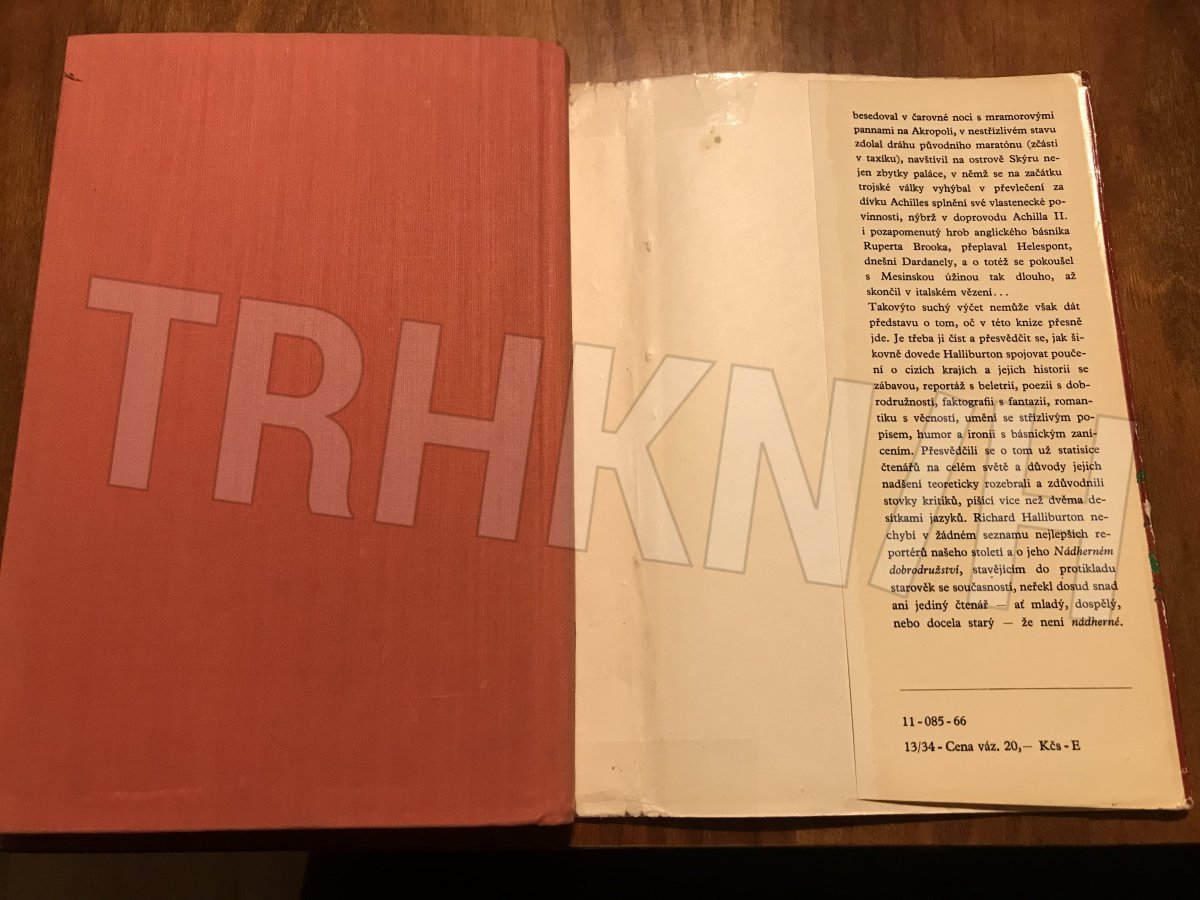 besedoval v čarovné noci s mramorovými
pannami na Akropoli, v nestřízlivém stavu
zdolal dráhu původního maratónu (zčásti
v taxíku), navštívil na ostrově Skýru ne-
jen zbytky paláce, v němž se na začátku
trojské války vyhýbal v převlečení za
dívku Achilles splnění své vlastenecké po-
vinnosti, nýbrž v doprovodu Achilla II.
i pozapomenutý hrob anglického básníka
Ruperta Brooka, přeplaval Helespont,
dnešní Dardanely, a o totéž se pokoušel
s Mesinskou úžinou tak dlouho, až
skončil v italském vězení...
Takovýto suchý výčet nemůže však dát
představu o tom, oč v této knize přesně
jde. Je třeba ji číst a přesvědčit se, jak ši-
kovně dovede Halliburton spojovat pouče-
ní o cizích krajích a jejich historii se
zábavou, reportáž s beletrií, poezii s dob-
rodružností, faktografii s fantazií, roman-
tiku s věcností, umění se střízlivým po-
pisem, humor a ironii s básnickým zaní-
cením. Přesvědčili se o tom už statisíce
čtenářů na celém světě a důvody jejich
nadšení teoreticky rozebrali a zdůvodnili
stovky kritiků, píšící více než dvěma de-
sítkami jazyků. Richard Halliburton ne-
chybí v žádném seznamu nejlepších re-
portérů našeho století a o jeho Nádherném
dobrodružství, stavějícím do protikladu
starověk se současností, neřekl dosud snad
ani jediný čtenář — ať mladý, dospělý,
nebo docela starý — že není nádherné.
11-085-66
13/34 - Cena váz. 20,— Kčs - E
TRHKNIH